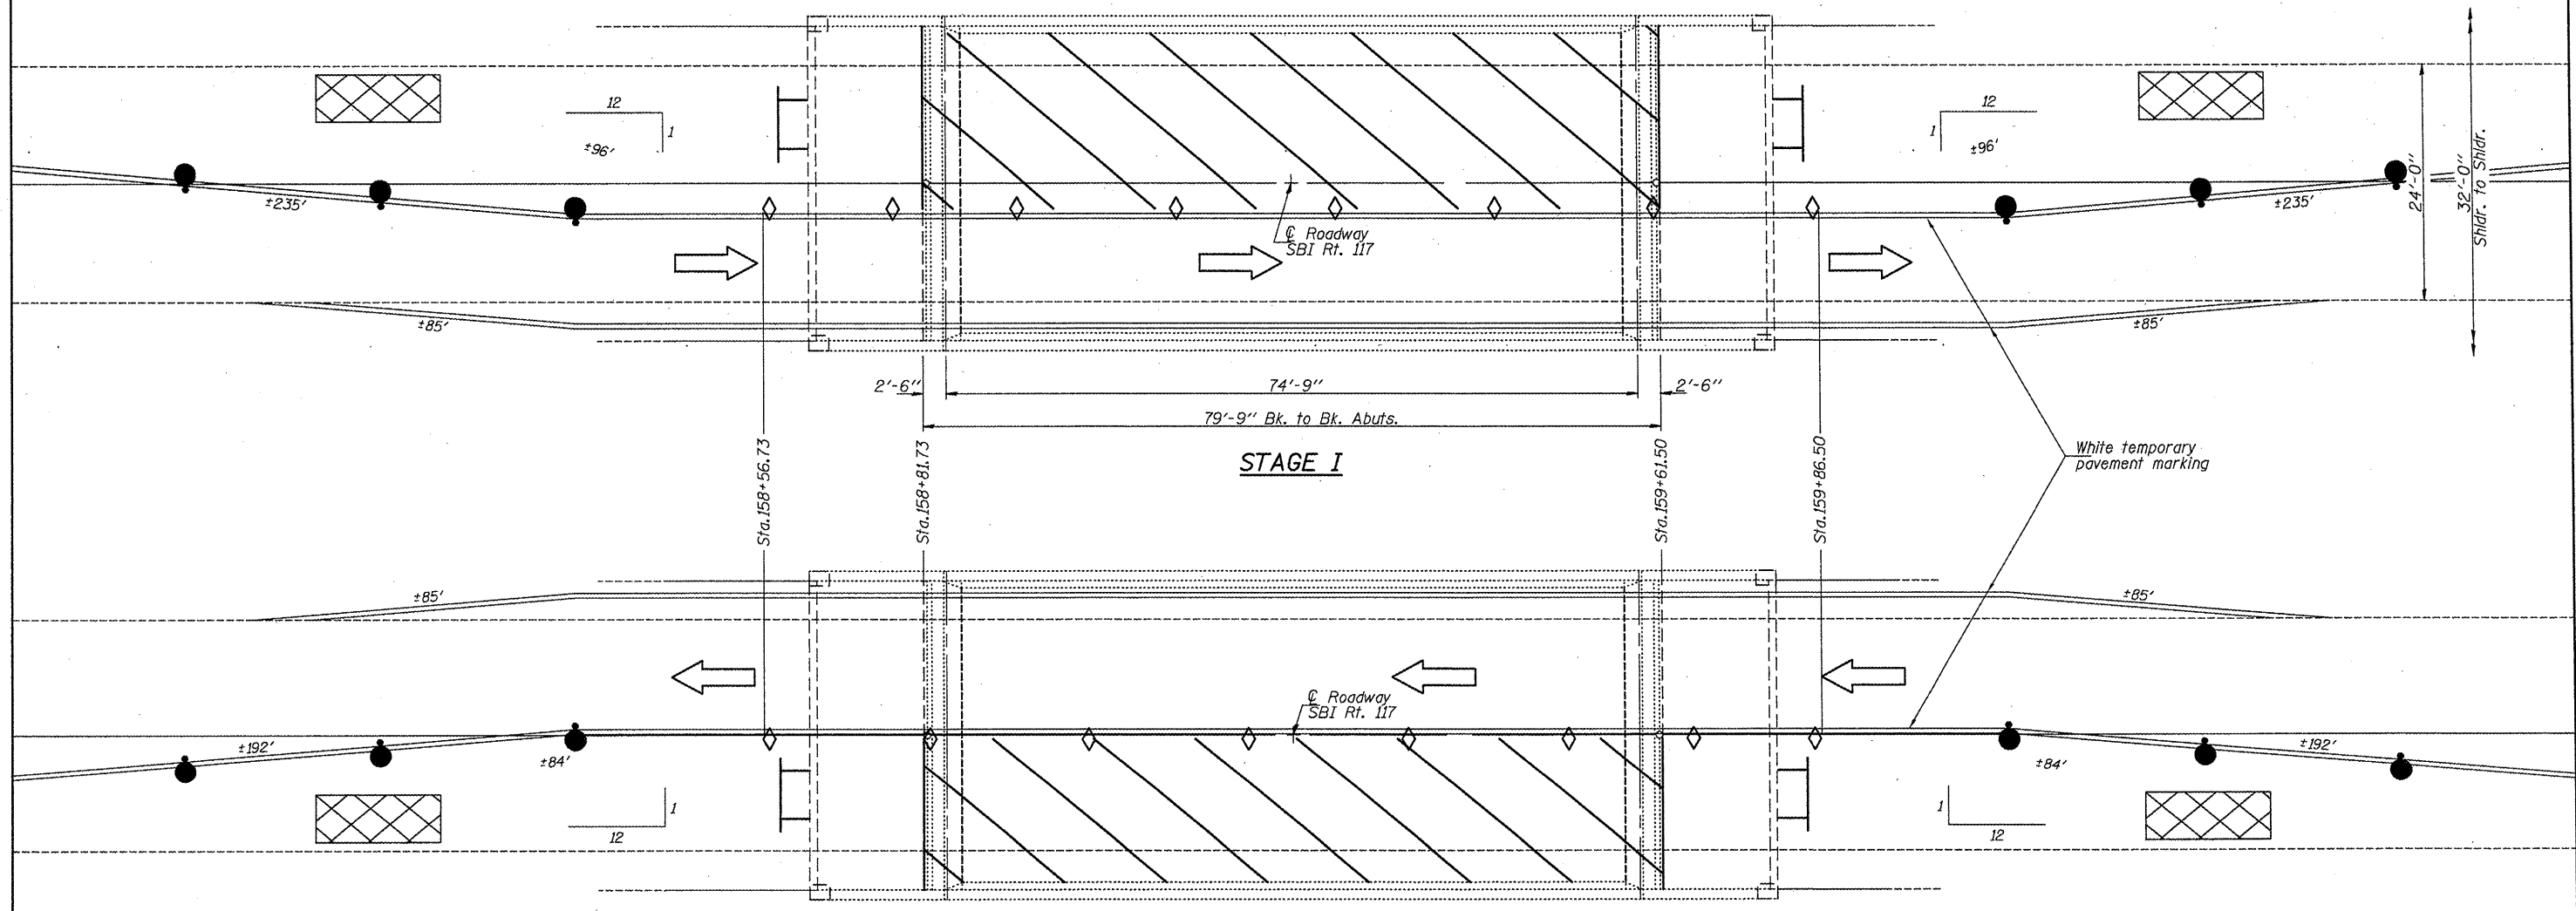 12
1
±96'
±235'
±85'
℄ Roadway
SBI Rt. 117
12
1
±96'
±235'
±85'
24'-0"
32'-0"
Shldr. to Shldr.
2'-6"
74'-9"
2'-6"
79'-9" Bk. to Bk. Abuts.
Sta.158+56.73
Sta.158+81.73
STAGE I
Sta.159+61.50
Sta.159+86.50
White temporary
pavement marking
±85'
±85'
℄ Roadway
SBI Rt. 117
±192'
±84'
±84'
±192'
1
12
1
12